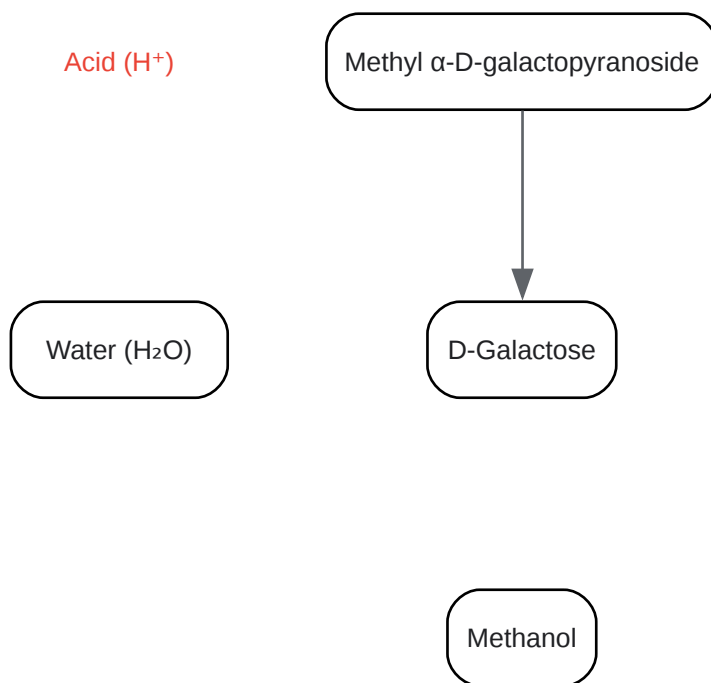 Acid (H⁺)
Methyl α-D-galactopyranoside
Water (H₂O)
D-Galactose
Methanol